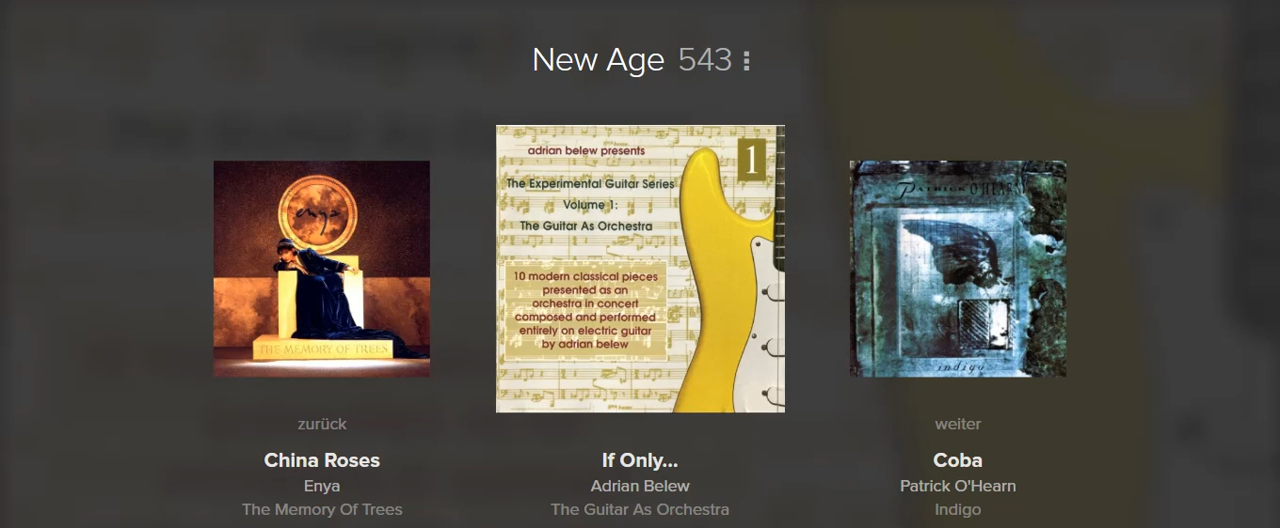 New Age 543
enya
THE MEMORY OF TREES
adrian belew presents
1
The Experimental Guitar Series
Volume 1:
The Guitar As Orchestra
10 modern classical pieces
presented as an
orchestra in concert
composed and performed
entirely on electric guitar
by adrian belew
PATRICK O'HEARN
indigo
zurück
weiter
China Roses
If Only...
Coba
Enya
Adrian Belew
Patrick O'Hearn
The Memory Of Trees
The Guitar As Orchestra
Indigo